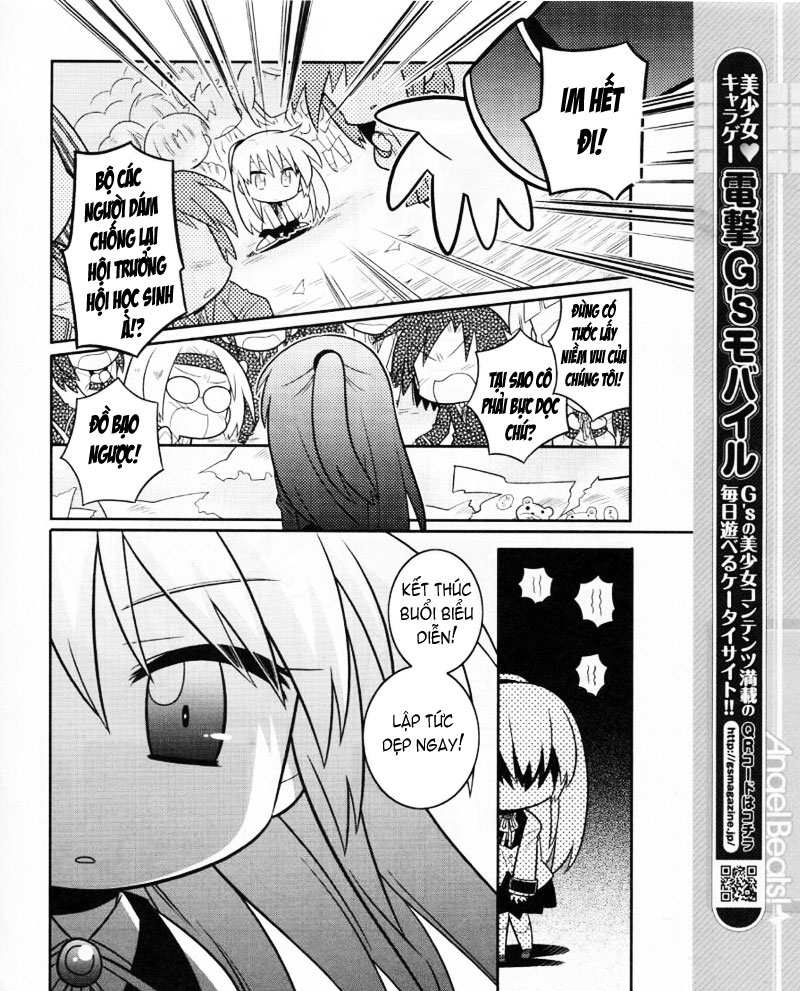 IM HẾT
ĐI!
BỘ CÁC
NGƯỜI DÁM
CHỐNG LẠI
HỘI TRƯỞNG
HỘI HỌC SINH
À!?
ĐỪNG CÓ
TƯỚC LẤY
NIỀM VUI CỦA
CHÚNG TÔI!
TẠI SAO CÔ
PHẢI BỰC DỌC
CHỨ?
ĐỒ BẠO
NGƯỢC!
KẾT THÚC
BUỔI BIỂU
DIỄN!
LẬP TỨC
DẸP NGAY!
美少女♥
キャラゲー
電撃G'sモバイル
G'sの美少女コンテンツ満載の
毎日遊べるケータイサイト!!
QRコードはコチラ
http://gsmagazine.jp/
AngelBeats!